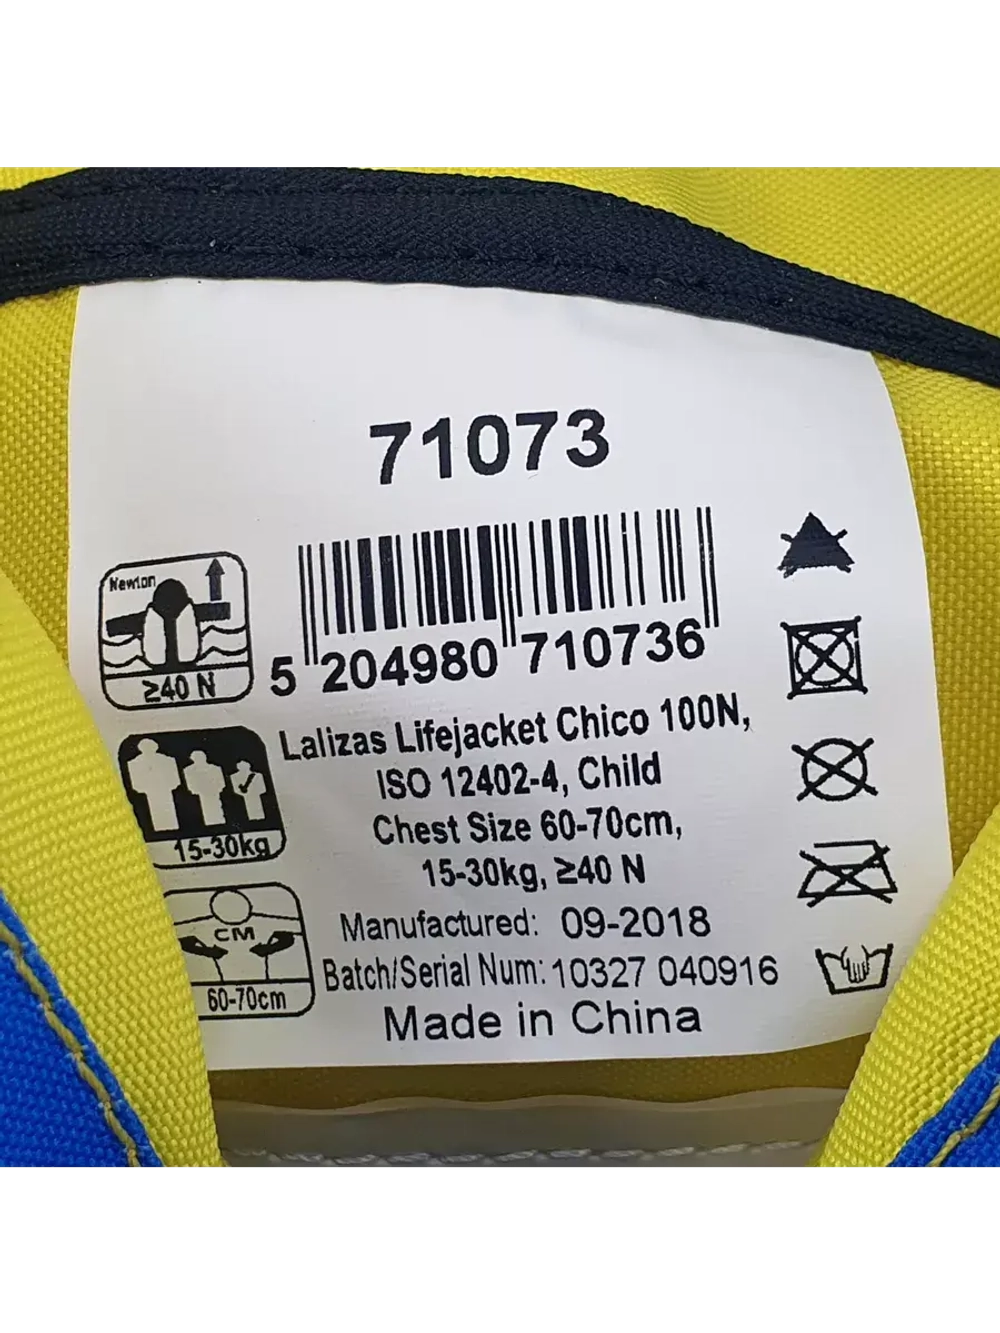 71073
Newton
≥40 N
5 204980 710736
Lalizas Lifejacket Chico 100N,
ISO 12402-4, Child
Chest Size 60-70cm,
15-30kg, ≥40 N
15-30kg
CM
60-70cm
Manufactured: 09-2018
Batch/Serial Num: 10327 040916
Made in China